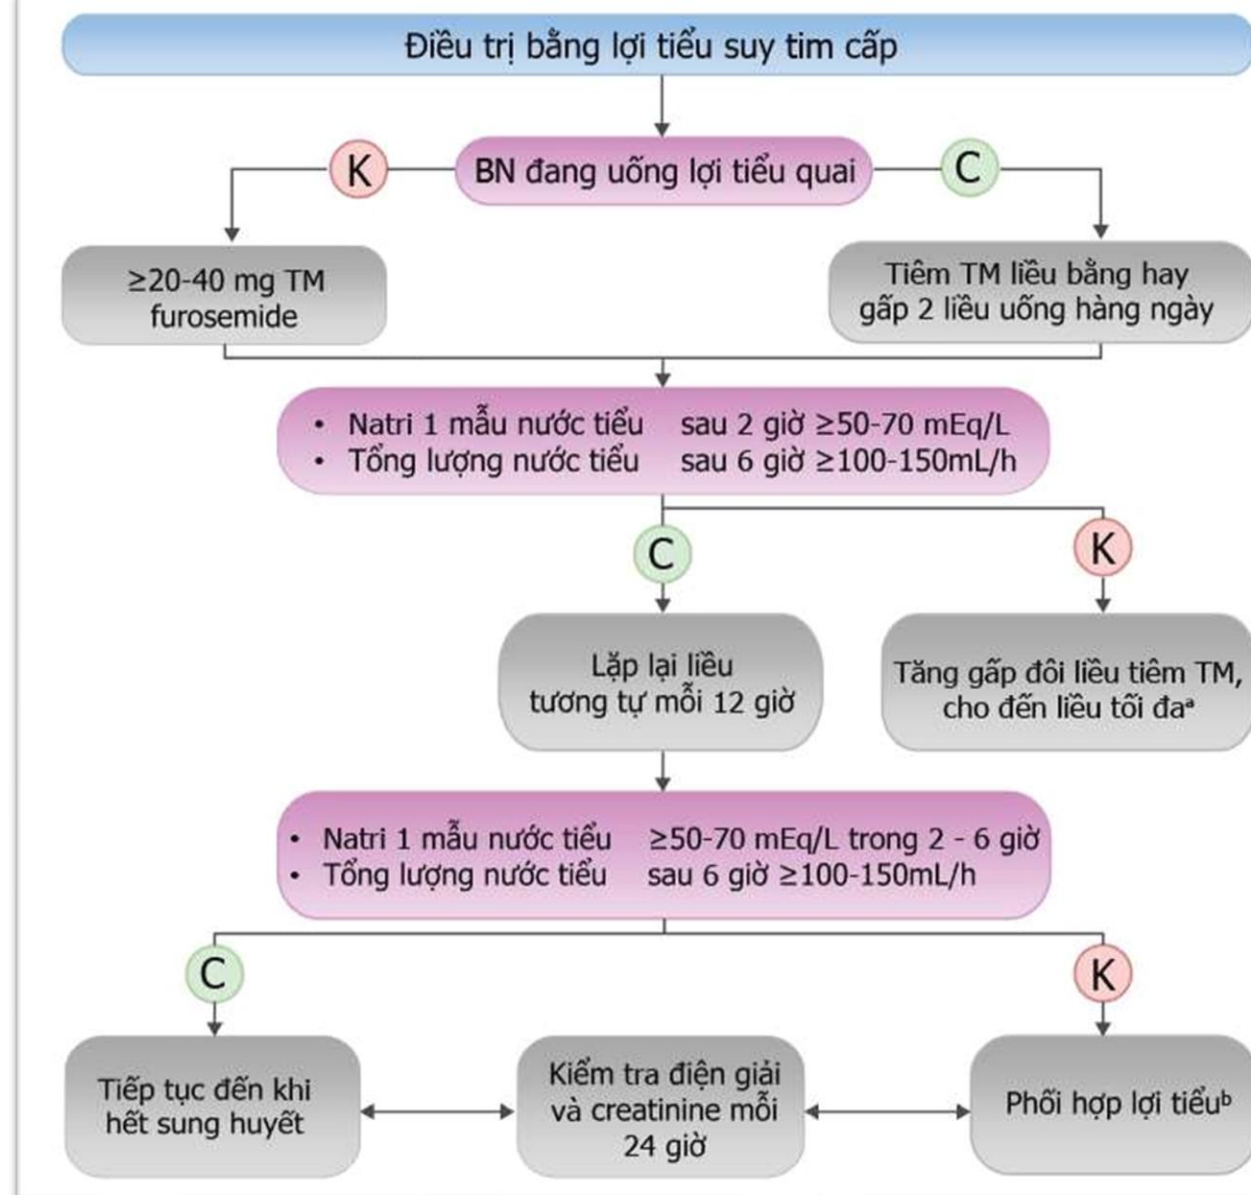 Điều trị bằng lợi tiểu suy tim cấp
K
BN đang uống lợi tiểu quai
C
≥20-40 mg TM
furosemide
Tiêm TM liều bằng hay
gấp 2 liều uống hàng ngày
• Natri 1 mẫu nước tiểu sau 2 giờ ≥50-70 mEq/L
• Tổng lượng nước tiểu sau 6 giờ ≥100-150mL/h
C
K
Lặp lại liều
tương tự mỗi 12 giờ
Tăng gấp đôi liều tiêm TM,
cho đến liều tối đaᵃ
• Natri 1 mẫu nước tiểu ≥50-70 mEq/L trong 2 - 6 giờ
• Tổng lượng nước tiểu sau 6 giờ ≥100-150mL/h
C
K
Tiếp tục đến khi
hết sung huyết
Kiểm tra điện giải
và creatinine mỗi
24 giờ
Phối hợp lợi tiểuᵇ